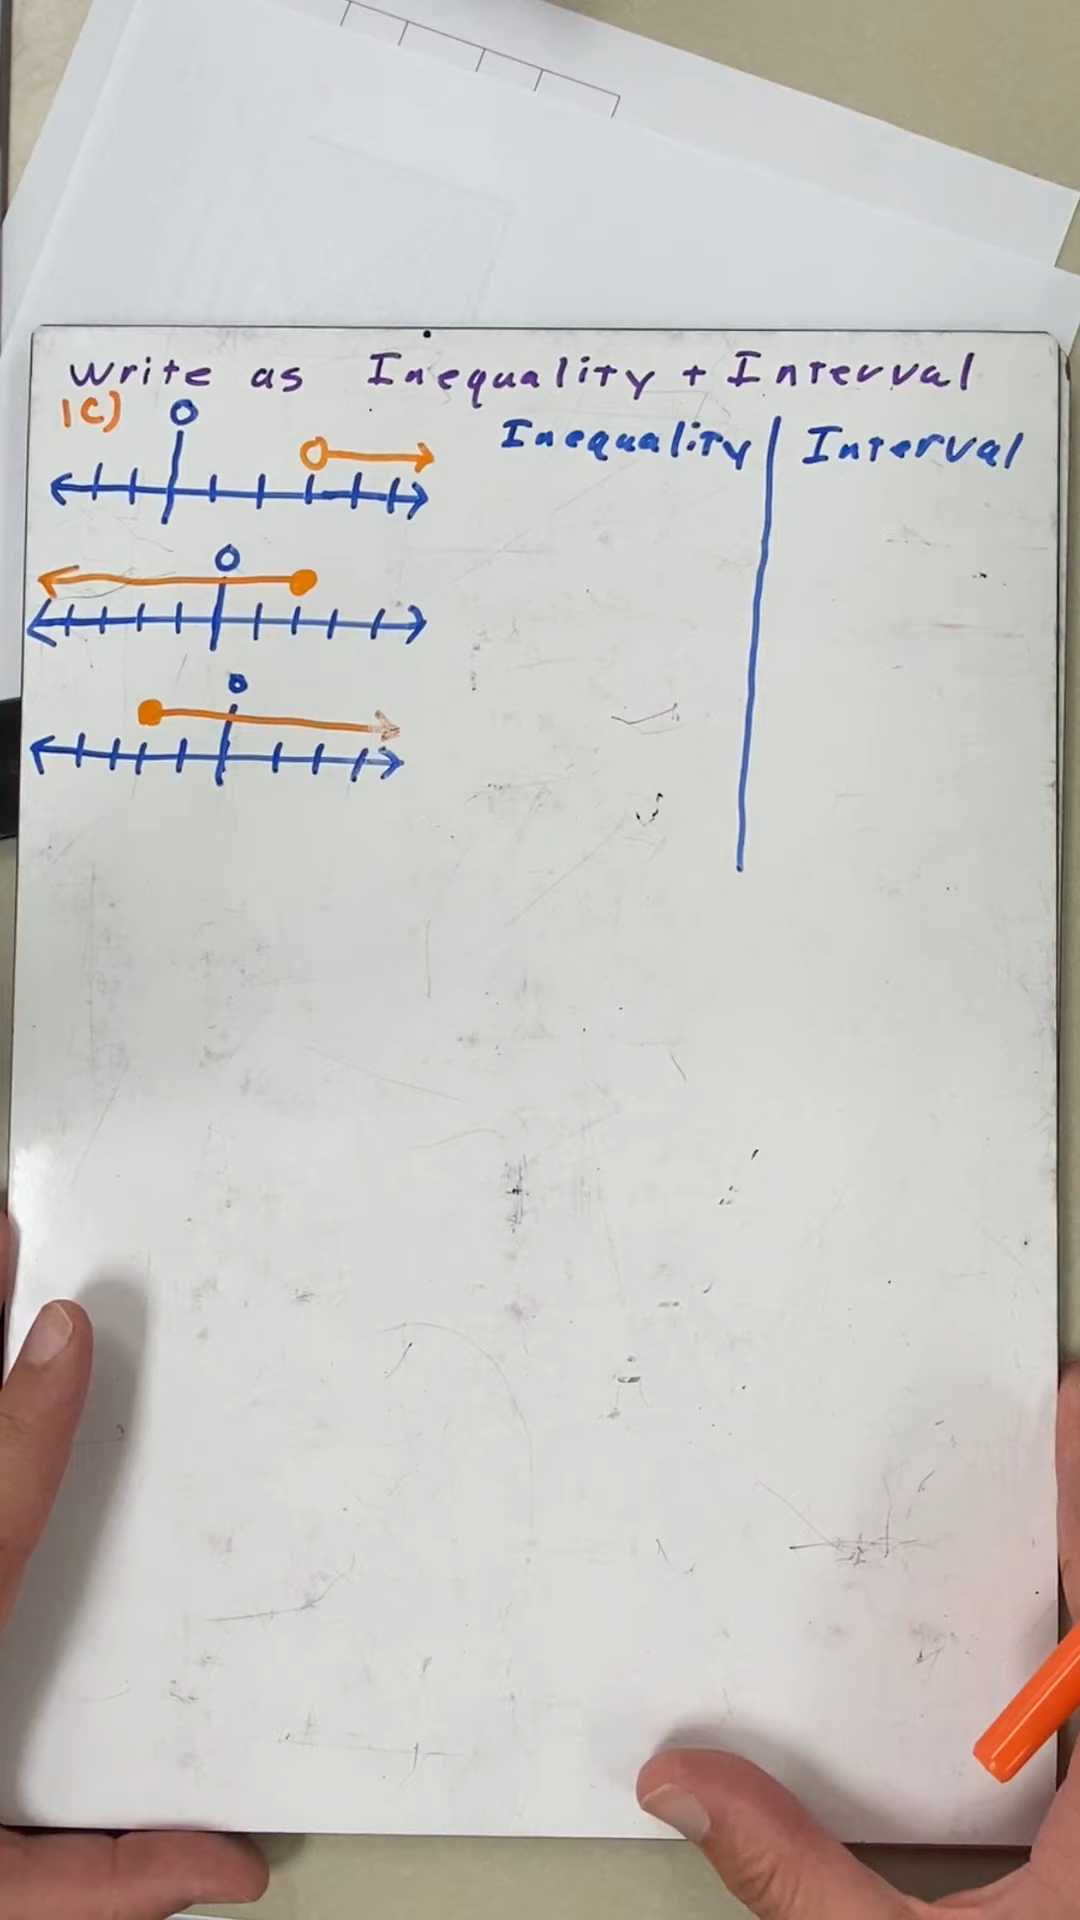 Write as Inequality + Interval
1C) 0
Inequality Interval
0
0